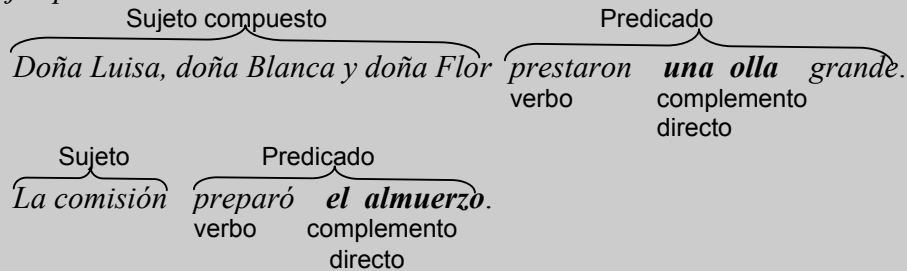 Sujeto compuesto Predicado
Doña Luisa, doña Blanca y doña Flor prestaron una olla grande.
verbo complemento
directo
Sujeto Predicado
La comisión preparó el almuerzo.
verbo complemento
directo